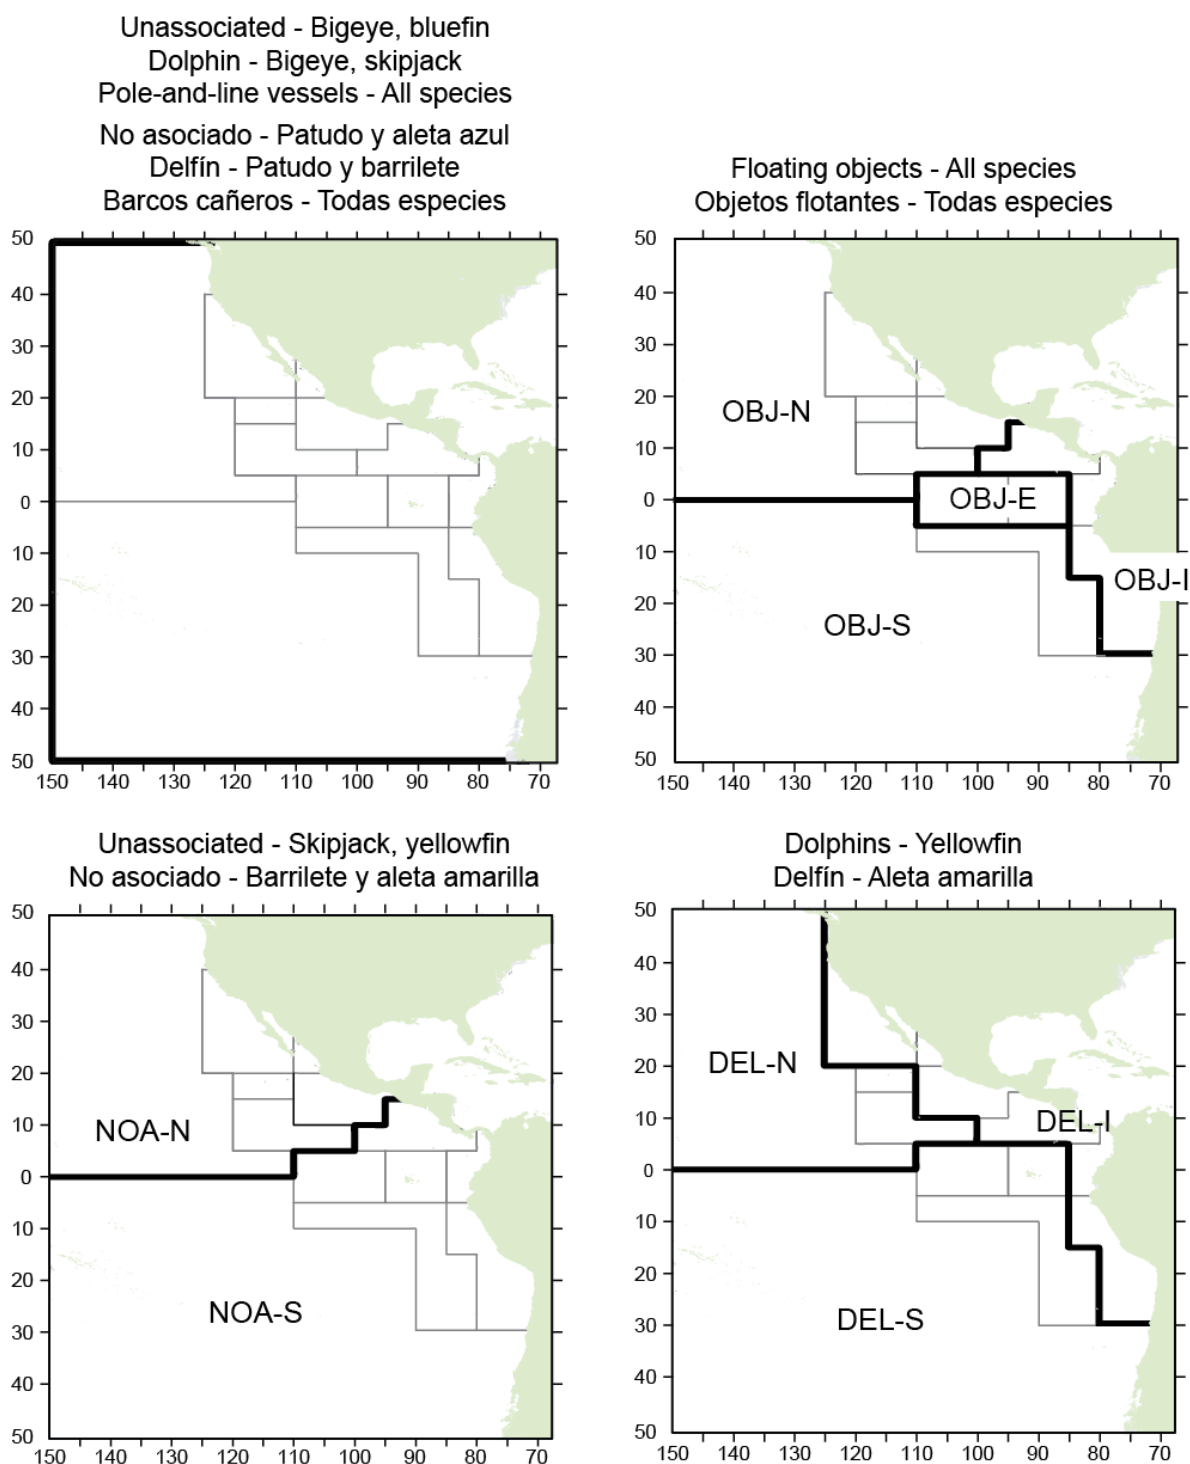 Unassociated - Bigeye, bluefin
Dolphin - Bigeye, skipjack
Pole-and-line vessels - All species
No asociado - Patudo y aleta azul
Delfín - Patudo y barrilete
Barcos cañeros - Todas especies
50
40
30
20
10
0
10
20
30
40
50
150 140 130 120 110 100 90 80 70
Floating objects - All species
Objetos flotantes - Todas especies
50
40
30
20
10
0
10
20
30
40
50
OBJ-N
OBJ-E
OBJ-I
OBJ-S
150 140 130 120 110 100 90 80 70
Unassociated - Skipjack, yellowfin
No asociado - Barrilete y aleta amarilla
50
40
30
20
10
0
10
20
30
40
50
NOA-N
NOA-S
150 140 130 120 110 100 90 80 70
Dolphins - Yellowfin
Delfín - Aleta amarilla
50
40
30
20
10
0
10
20
30
40
50
DEL-N
DEL-I
DEL-S
150 140 130 120 110 100 90 80 70